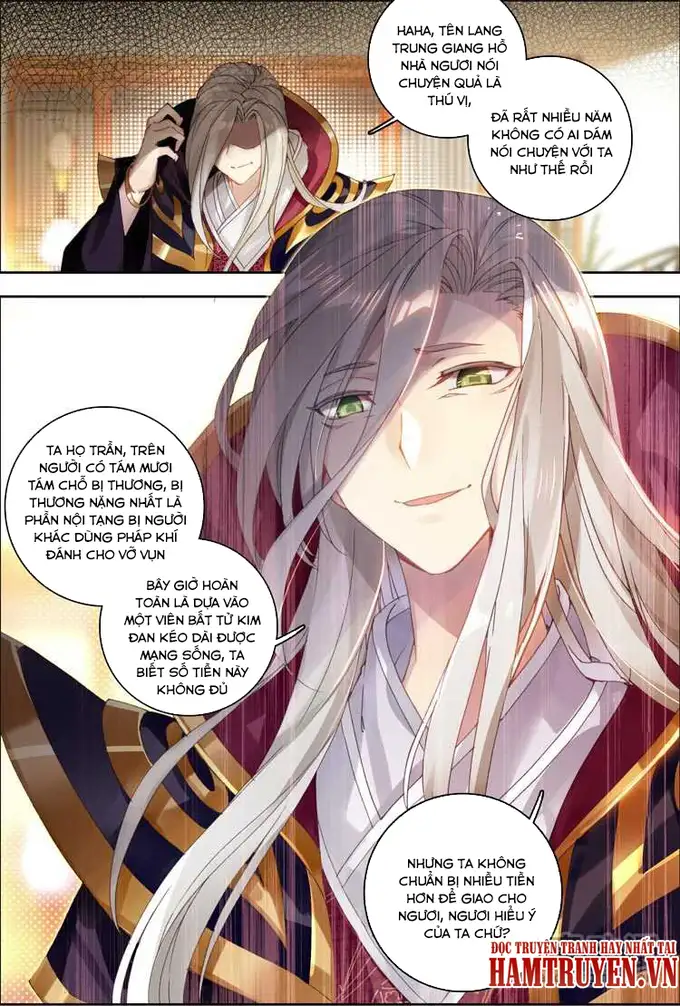 HAHA, TÊN LANG
TRUNG GIANG HỒ
NHÀ NGƯƠI NÓI
CHUYỆN QUẢ LÀ
THÚ VỊ,
ĐÃ RẤT NHIỀU NĂM
KHÔNG CÓ AI DÁM
NÓI CHUYỆN VỚI TA
NHƯ THẾ RỒI
TA HỌ TRẦN, TRÊN
NGƯỜI CÓ TÁM MƯƠI
TÁM CHỖ BỊ THƯƠNG, BỊ
THƯƠNG NẶNG NHẤT LÀ
PHẦN NỘI TẠNG BỊ NGƯỜI
KHÁC DÙNG PHÁP KHÍ
ĐÁNH CHO VỠ VỤN
BÂY GIỜ HOÀN
TOÀN LÀ DỰA VÀO
MỘT VIÊN BẤT TỬ KIM
ĐAN KÉO DÀI ĐƯỢC
MẠNG SỐNG, TA
BIẾT SỐ TIỀN NÀY
KHÔNG ĐỦ
NHƯNG TA KHÔNG
CHUẨN BỊ NHIỀU TIỀN
HƠN ĐỂ GIAO CHO
NGƯƠI, NGƯƠI HIỂU Ý
CỦA TA CHỨ?
ĐỌC TRUYỆN TRANH HAY NHẤT TẠI
HAMTRUYEN.VN